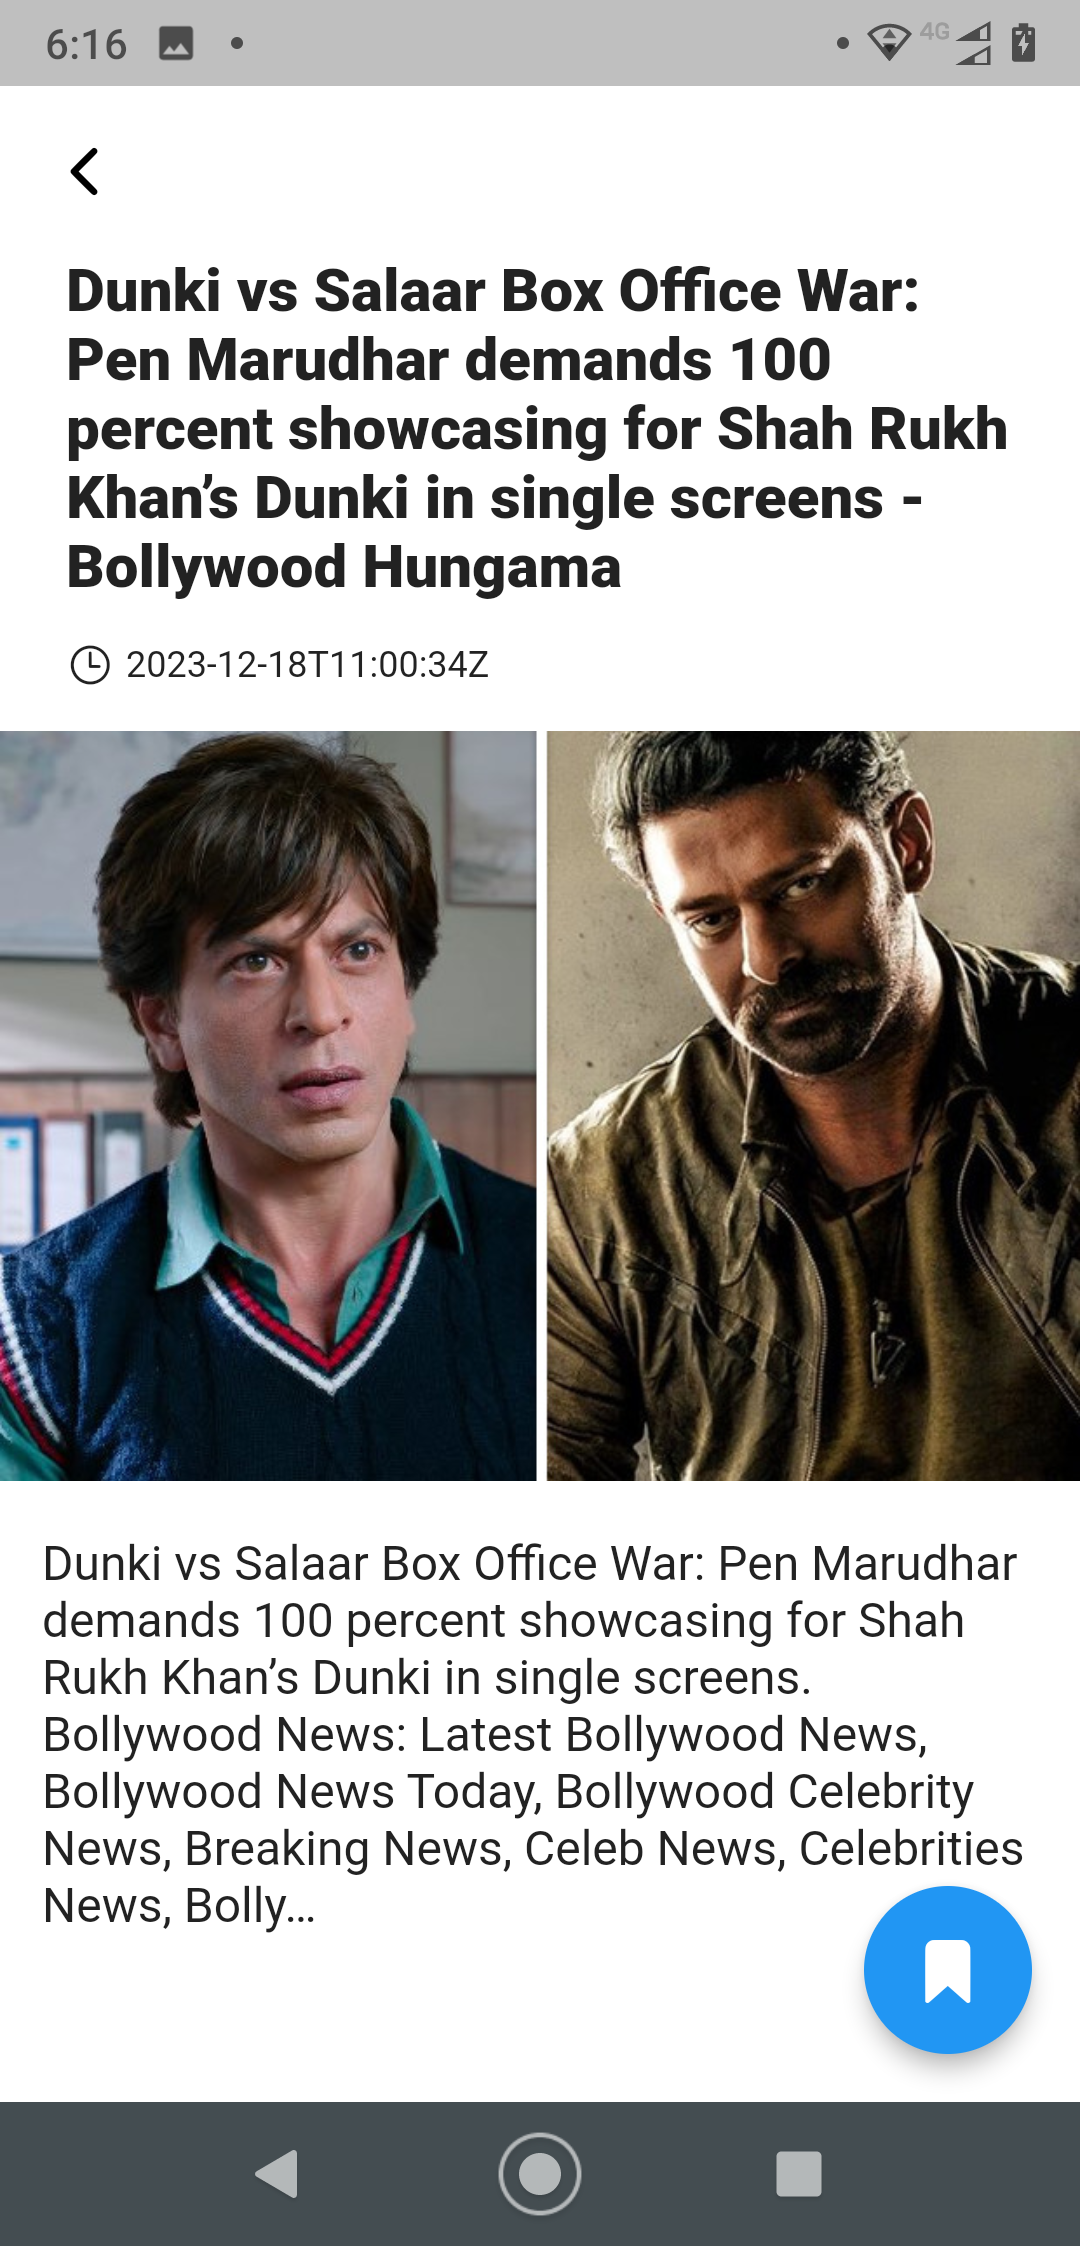 6:16
4G
Dunki vs Salaar Box Office War:
Pen Marudhar demands 100
percent showcasing for Shah Rukh
Khan’s Dunki in single screens -
Bollywood Hungama
2023-12-18T11:00:34Z
Dunki vs Salaar Box Office War: Pen Marudhar
demands 100 percent showcasing for Shah
Rukh Khan’s Dunki in single screens.
Bollywood News: Latest Bollywood News,
Bollywood News Today, Bollywood Celebrity
News, Breaking News, Celeb News, Celebrities
News, Bolly…